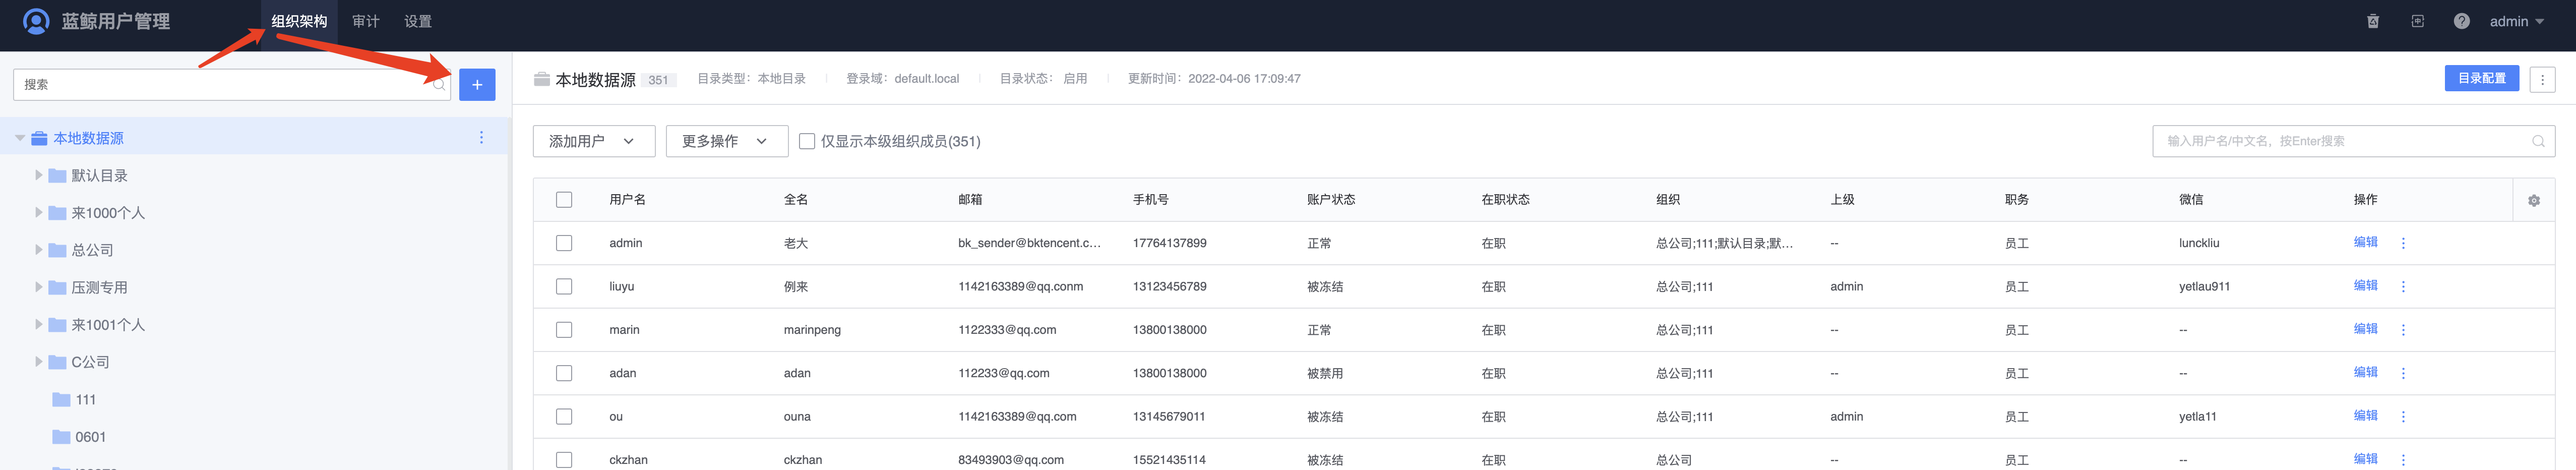 蓝鲸用户管理 组织架构 审计 设置 admin
搜索
本地数据源
默认目录
来1000个人
总公司
压测专用
来1001个人
C公司
111
0601
本地数据源 351 目录类型：本地目录 登录域：default.local 目录状态： 启用 更新时间：2022-04-06 17:09:47 目录配置
添加用户 更多操作 仅显示本级组织成员(351) 输入用户名/中文名，按Enter搜索
用户名 全名 邮箱 手机号 账户状态 在职状态 组织 上级 职务 微信 操作
admin 老大 bk_sender@bktencent.c... 17764137899 正常 在职 总公司;111;默认目录;默... -- 员工 lunckliu 编辑
liuyu 例来 1142163389@qq.conm 13123456789 被冻结 在职 总公司;111 admin 员工 yetlau911 编辑
marin marinpeng 1122333@qq.com 13800138000 正常 在职 总公司;111 -- 员工 -- 编辑
adan adan 112233@qq.com 13800138000 被禁用 在职 总公司;111 -- 员工 -- 编辑
ou ouna 1142163389@qq.com 13145679011 被冻结 在职 总公司;111 admin 员工 yetla11 编辑
ckzhan ckzhan 83493903@qq.com 15521435114 被冻结 在职 总公司 -- 员工 -- 编辑